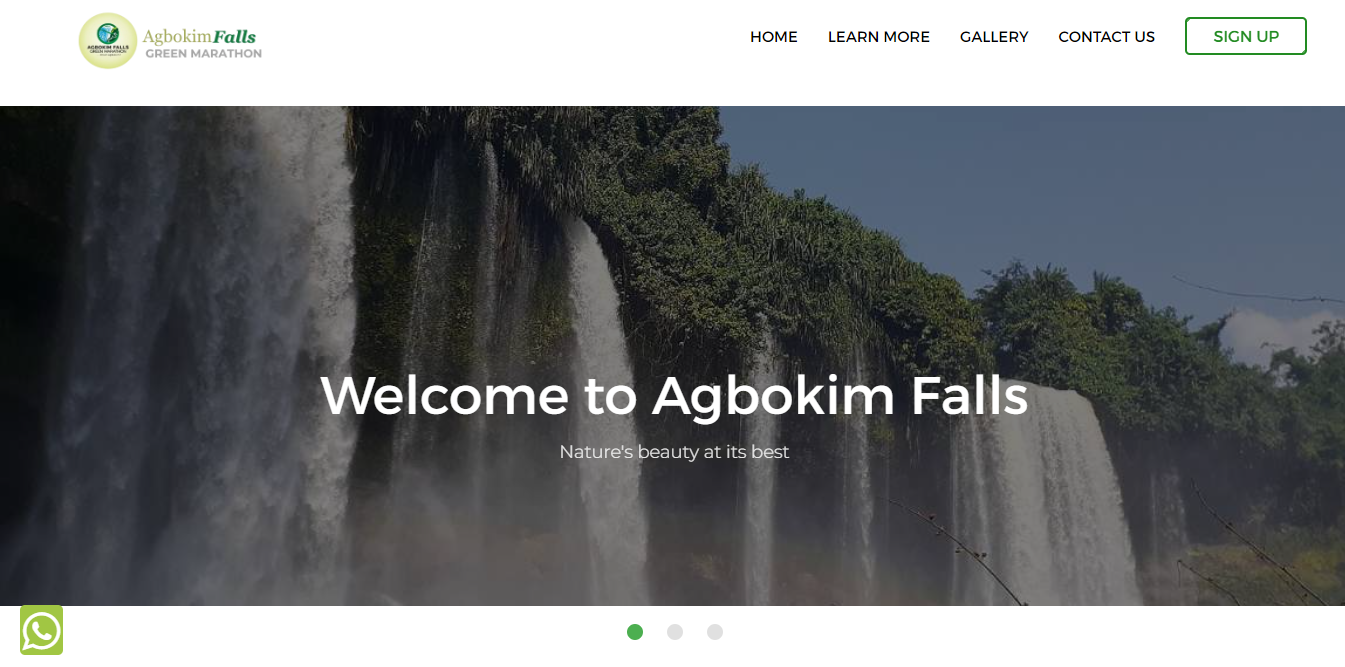 AGBOKIM FALLS
GREEN MARATHON
AgbokimFalls
GREEN MARATHON
HOME
LEARN MORE
GALLERY
CONTACT US
SIGN UP
Welcome to Agbokim Falls
Nature's beauty at its best